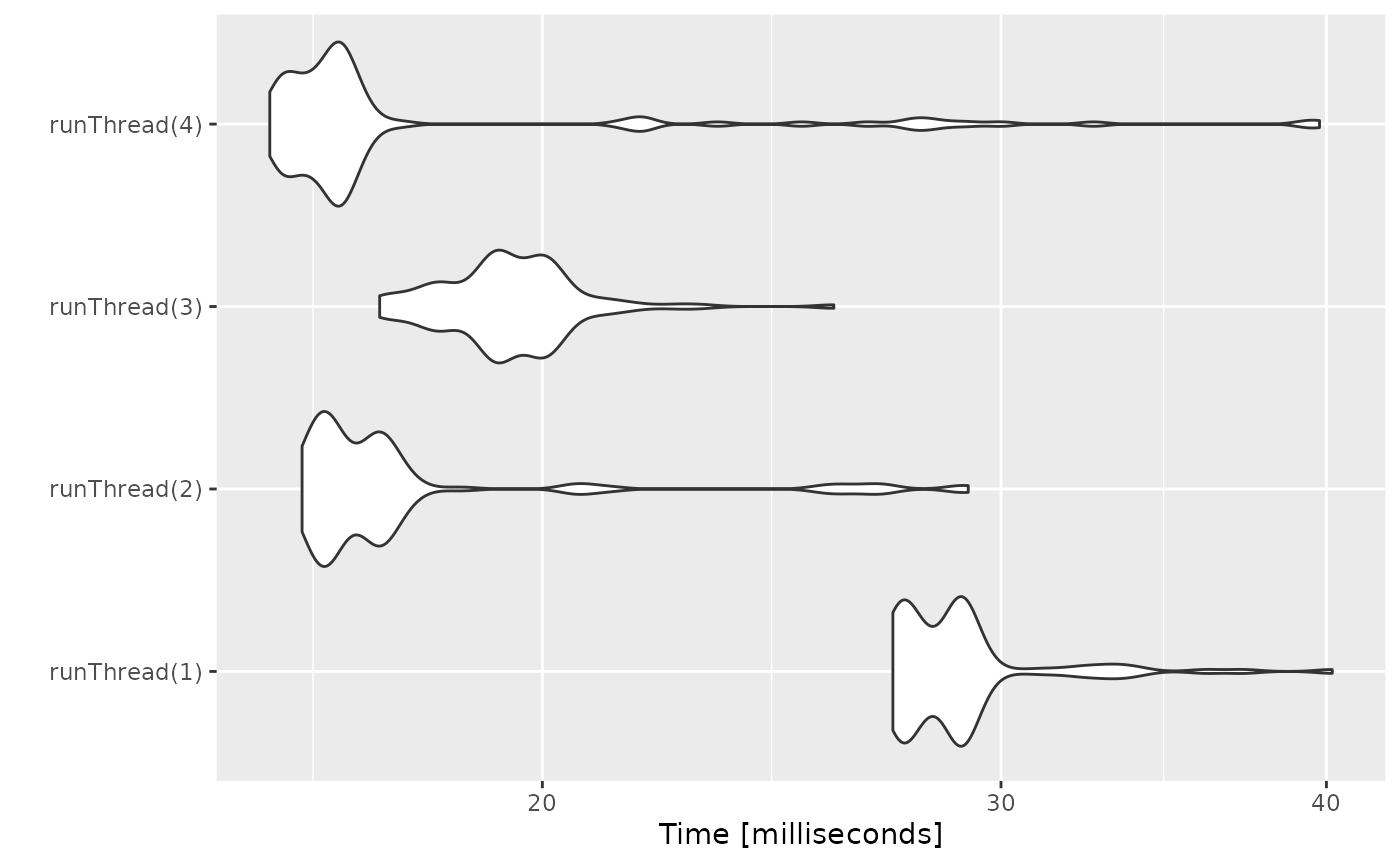 runThread(4)
runThread(3)
runThread(2)
runThread(1)
20 30 40
Time [milliseconds]